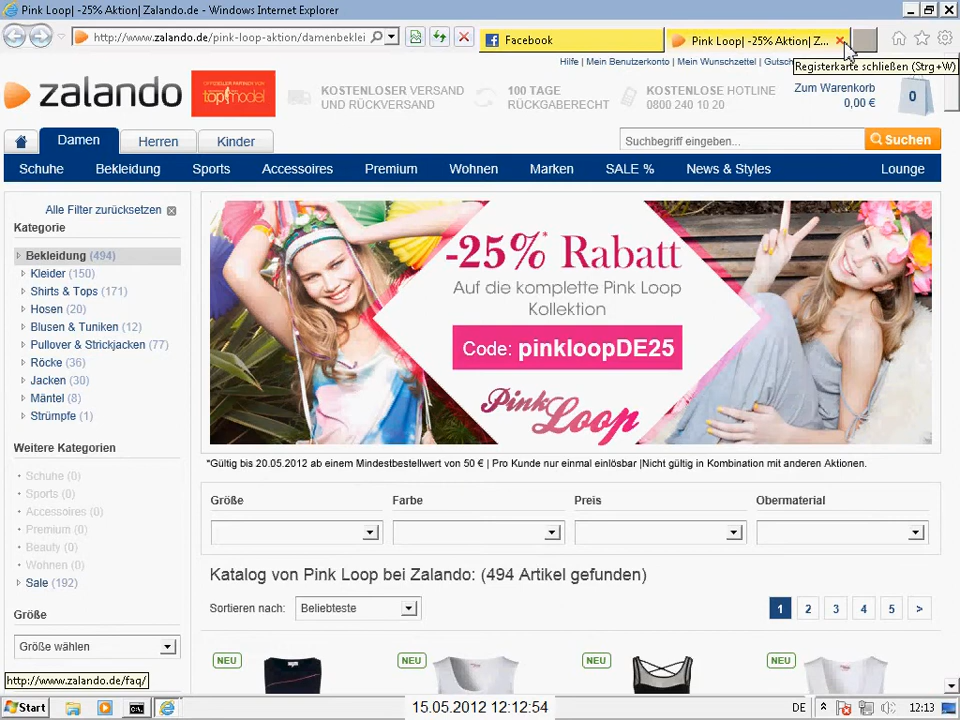 Pink Loop| -25% Aktion| Zalando.de - Windows Internet Explorer
http://www.zalando.de/pink-loop-aktion/damenbeklei
Facebook
Pink Loop| -25% Aktion| Z...
Registerkarte schließen (Strg+W)
Hilfe | Mein Benutzerkonto | Mein Wunschzettel | Gutsch
zalando
OFFIZIELLER PARTNER VON
topmodel
KOSTENLOSER VERSAND
UND RÜCKVERSAND
100 TAGE
RÜCKGABERECHT
KOSTENLOSE HOTLINE
0800 240 10 20
Zum Warenkorb
0,00 €
0
Damen
Herren
Kinder
Suchbegriff eingeben...
Suchen
Schuhe Bekleidung Sports Accessoires Premium Wohnen Marken SALE % News & Styles Lounge
Alle Filter zurücksetzen
Kategorie
Bekleidung (494)
Kleider (150)
Shirts & Tops (171)
Hosen (20)
Blusen & Tuniken (12)
Pullover & Strickjacken (77)
Röcke (36)
Jacken (30)
Mäntel (8)
Strümpfe (1)
Weitere Kategorien
Schuhe (0)
Sports (0)
Accessoires (0)
Premium (0)
Beauty (0)
Wohnen (0)
Sale (192)
Größe
Größe wählen
-25%* Rabatt
Auf die komplette Pink Loop
Kollektion
Code: pinkloopDE25
Pink Loop
*Gültig bis 20.05.2012 ab einem Mindestbestellwert von 50 € | Pro Kunde nur einmal einlösbar |Nicht gültig in Kombination mit anderen Aktionen.
Größe
Farbe
Preis
Obermaterial
Katalog von Pink Loop bei Zalando: (494 Artikel gefunden)
Sortieren nach:
Beliebteste
1 2 3 4 5 >
NEU
NEU
NEU
NEU
http://www.zalando.de/faq/
Start
15.05.2012 12:12:54
DE
12:13